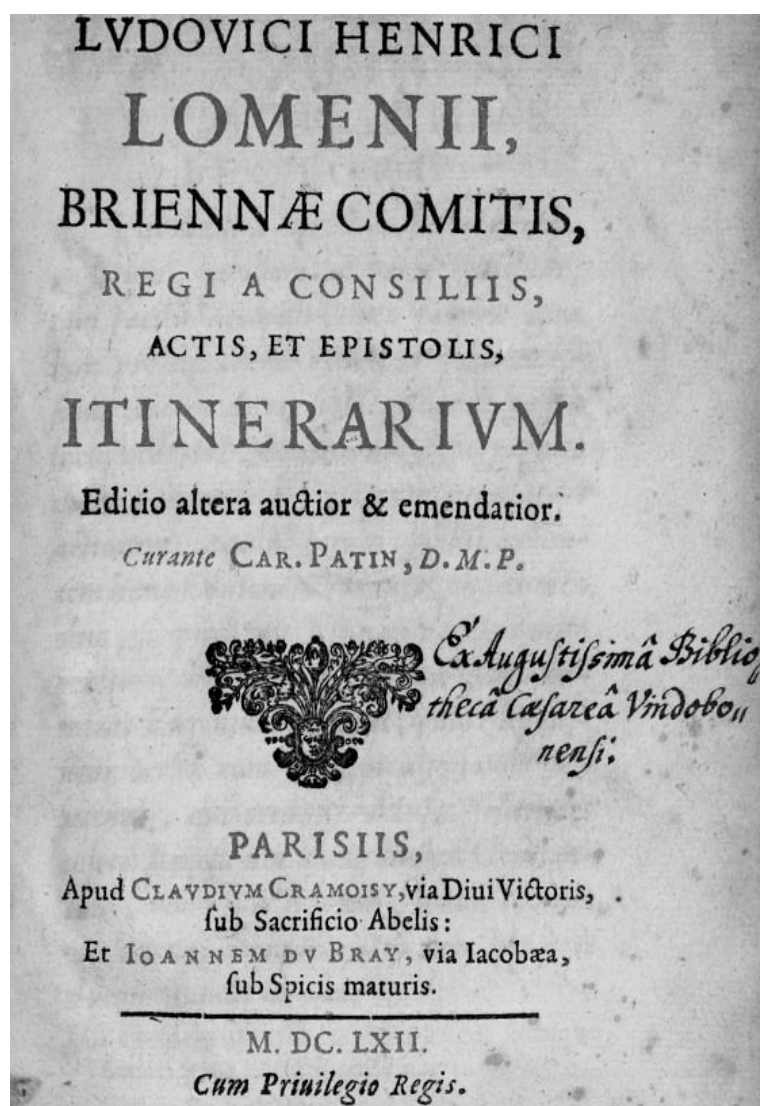 LVDOVICI HENRICI
LOMENII,
BRIENNÆ COMITIS,
REGI A CONSILIIS,
ACTIS, ET EPISTOLIS,
ITINERARIVM.
Editio altera auctior & emendatior.
Curante CAR. PATIN, D. M. P.
Ex Augustissimâ Biblio„
thecâ Cæsareâ Vindobo„
nensi.
PARISIIS,
Apud CLAVDIVM CRAMOISY, via Diui Victoris,
ſub Sacrificio Abelis:
Et IOANNEM DV BRAY, via Iacobæa,
ſub Spicis maturis.
M. DC. LXII.
Cum Priuilegio Regis.